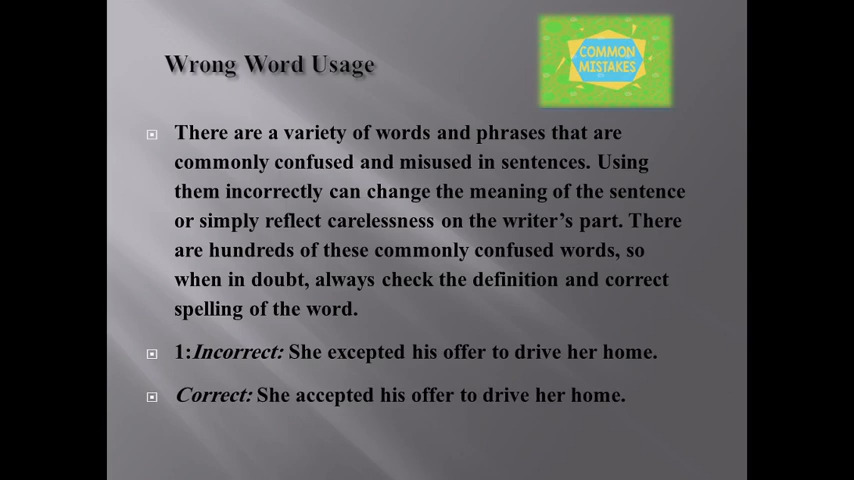 Wrong Word Usage
COMMON
MISTAKES
There are a variety of words and phrases that are
commonly confused and misused in sentences. Using
them incorrectly can change the meaning of the sentence
or simply reflect carelessness on the writer’s part. There
are hundreds of these commonly confused words, so
when in doubt, always check the definition and correct
spelling of the word.
1:Incorrect: She excepted his offer to drive her home.
Correct: She accepted his offer to drive her home.